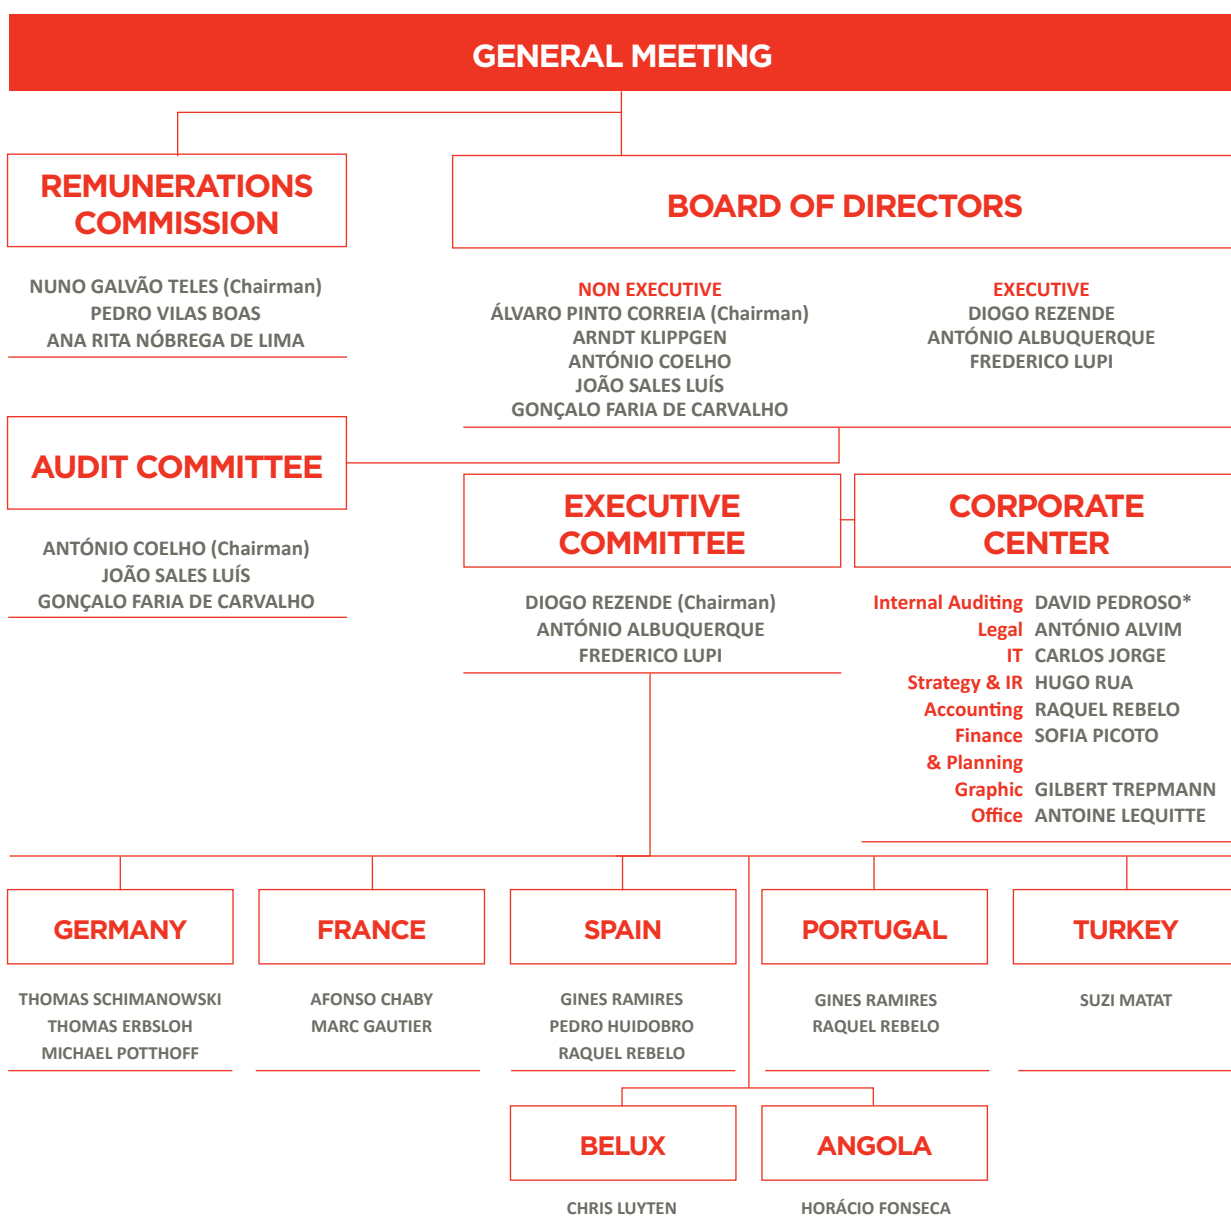 GENERAL MEETING
REMUNERATIONS
COMMISSION
NUNO GALVÃO TELES (Chairman)
PEDRO VILAS BOAS
ANA RITA NÓBREGA DE LIMA
BOARD OF DIRECTORS
NON EXECUTIVE
ÁLVARO PINTO CORREIA (Chairman)
ARNDT KLIPPGEN
ANTÓNIO COELHO
JOÃO SALES LUÍS
GONÇALO FARIA DE CARVALHO
EXECUTIVE
DIOGO REZENDE
ANTÓNIO ALBUQUERQUE
FREDERICO LUPI
AUDIT COMMITTEE
ANTÓNIO COELHO (Chairman)
JOÃO SALES LUÍS
GONÇALO FARIA DE CARVALHO
EXECUTIVE
COMMITTEE
DIOGO REZENDE (Chairman)
ANTÓNIO ALBUQUERQUE
FREDERICO LUPI
CORPORATE
CENTER
Internal Auditing DAVID PEDROSO*
Legal ANTÓNIO ALVIM
IT CARLOS JORGE
Strategy & IR HUGO RUA
Accounting RAQUEL REBELO
Finance SOFIA PICOTO
& Planning
Graphic GILBERT TREPMANN
Office ANTOINE LEQUITTE
GERMANY
THOMAS SCHIMANOWSKI
THOMAS ERBSLOH
MICHAEL POTTHOFF
FRANCE
AFONSO CHABY
MARC GAUTIER
SPAIN
GINES RAMIRES
PEDRO HUIDOBRO
RAQUEL REBELO
PORTUGAL
GINES RAMIRES
RAQUEL REBELO
TURKEY
SUZI MATAT
BELUX
CHRIS LUYTEN
ANGOLA
HORÁCIO FONSECA